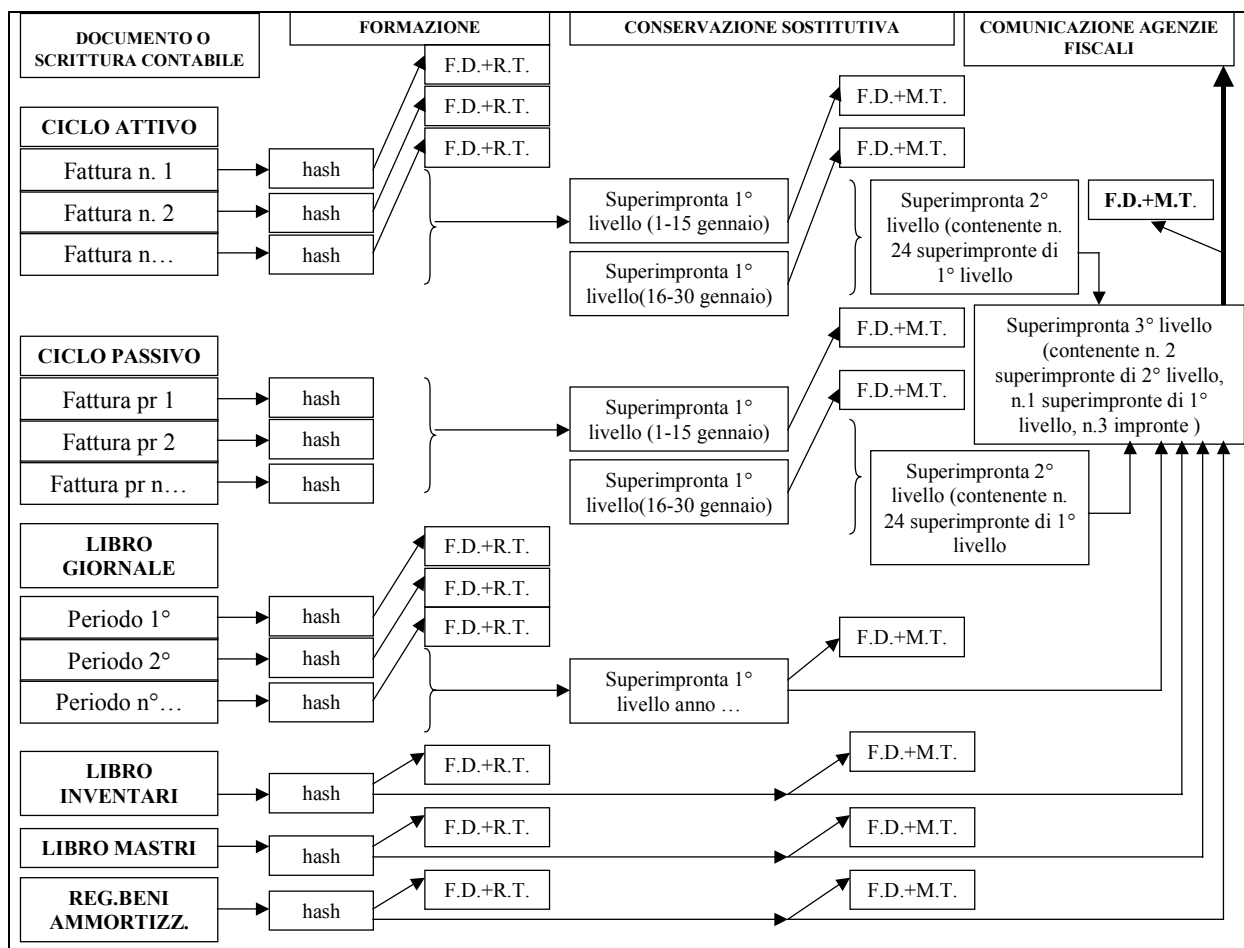 DOCUMENTO O
SCRITTURA CONTABILE
FORMAZIONE
CONSERVAZIONE SOSTITUTIVA
COMUNICAZIONE AGENZIE
FISCALI
F.D.+R.T.
F.D.+R.T.
F.D.+R.T.
F.D.+M.T.
F.D.+M.T.
CICLO ATTIVO
Fattura n. 1
hash
Fattura n. 2
hash
Fattura n…
hash
Superimpronta 1°
livello (1-15 gennaio)
Superimpronta 1°
livello(16-30 gennaio)
Superimpronta 2°
livello (contenente n.
24 superimpronte di
1° livello
F.D.+M.T.
Superimpronta 3° livello
(contenente n. 2
superimpronte di 2° livello,
n.1 superimpronte di 1°
livello, n.3 impronte )
CICLO PASSIVO
Fattura pr 1
hash
Fattura pr 2
hash
Fattura pr n…
hash
Superimpronta 1°
livello (1-15 gennaio)
Superimpronta 1°
livello(16-30 gennaio)
F.D.+M.T.
F.D.+M.T.
Superimpronta 2°
livello (contenente n.
24 superimpronte di 1°
livello
LIBRO
GIORNALE
F.D.+R.T.
F.D.+R.T.
F.D.+R.T.
Periodo 1°
hash
Periodo 2°
hash
Periodo n°…
hash
Superimpronta 1°
livello anno …
F.D.+M.T.
LIBRO
INVENTARI
hash
F.D.+R.T.
F.D.+M.T.
LIBRO MASTRI
hash
F.D.+R.T.
F.D.+M.T.
REG.BENI
AMMORTIZZ.
hash
F.D.+R.T.
F.D.+M.T.